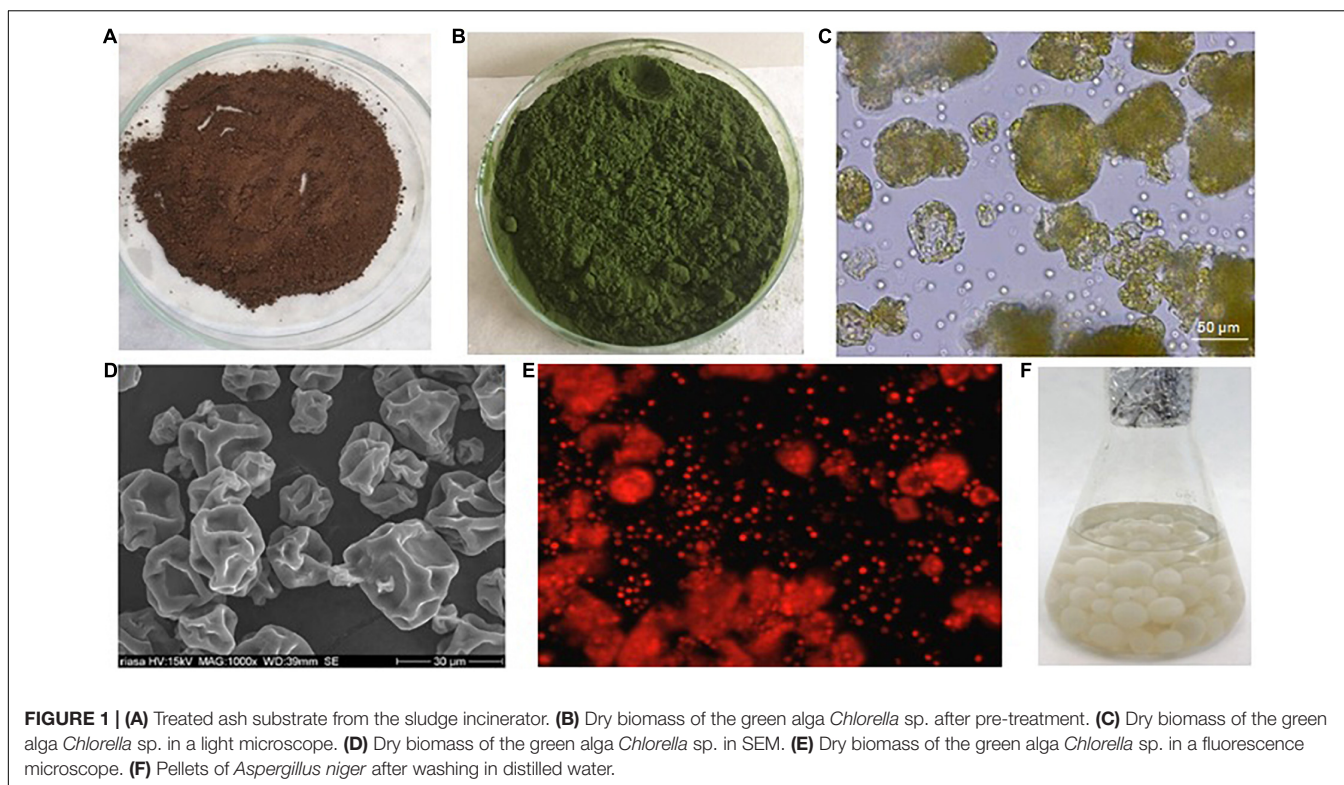 A
B
C
50 µm
D
E
F
riasa HV:15kV MAG:1000x WD:39mm SE
30 µm
FIGURE 1 | (A) Treated ash substrate from the sludge incinerator. (B) Dry biomass of the green alga Chlorella sp. after pre-treatment. (C) Dry biomass of the green
alga Chlorella sp. in a light microscope. (D) Dry biomass of the green alga Chlorella sp. in SEM. (E) Dry biomass of the green alga Chlorella sp. in a fluorescence
microscope. (F) Pellets of Aspergillus niger after washing in distilled water.